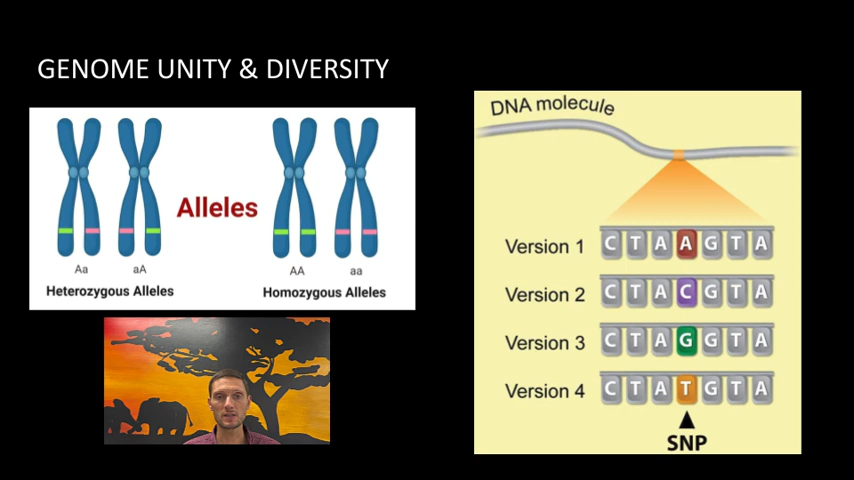 GENOME UNITY & DIVERSITY
Alleles
Aa aA AA aa
Heterozygous Alleles Homozygous Alleles
DNA molecule
Version 1 C T A A G T A
Version 2 C T A C G T A
Version 3 C T A G G T A
Version 4 C T A T G T A
SNP